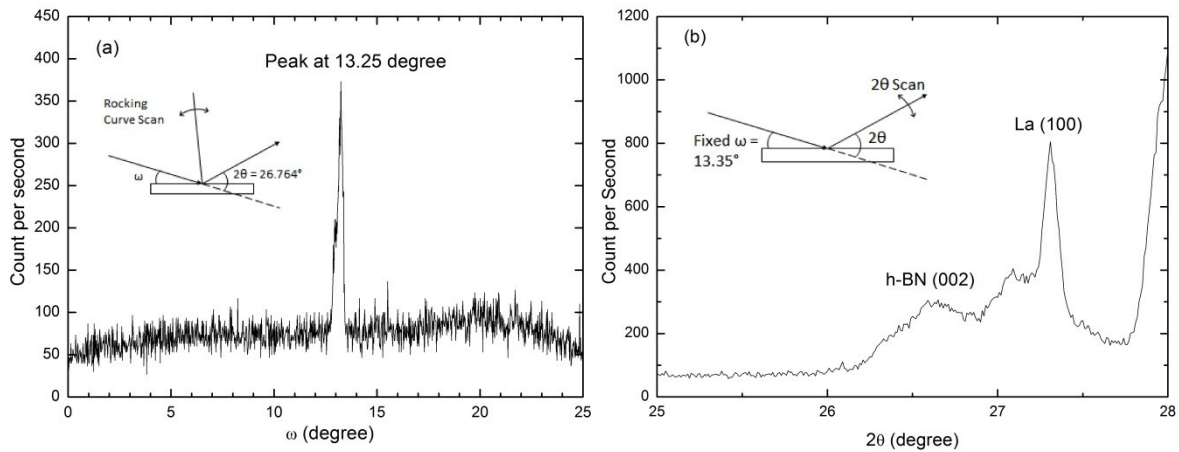 (a)
Peak at 13.25 degree
Rocking
Curve Scan
ω
2θ = 26.764°
450
400
350
300
250
200
150
100
50
0
0
5
10
15
20
25
ω (degree)
Count per second
(b)
2θ Scan
Fixed ω =
13.35°
2θ
La (100)
h-BN (002)
1200
1000
800
600
400
200
0
25
26
27
28
2θ (degree)
Count per Second